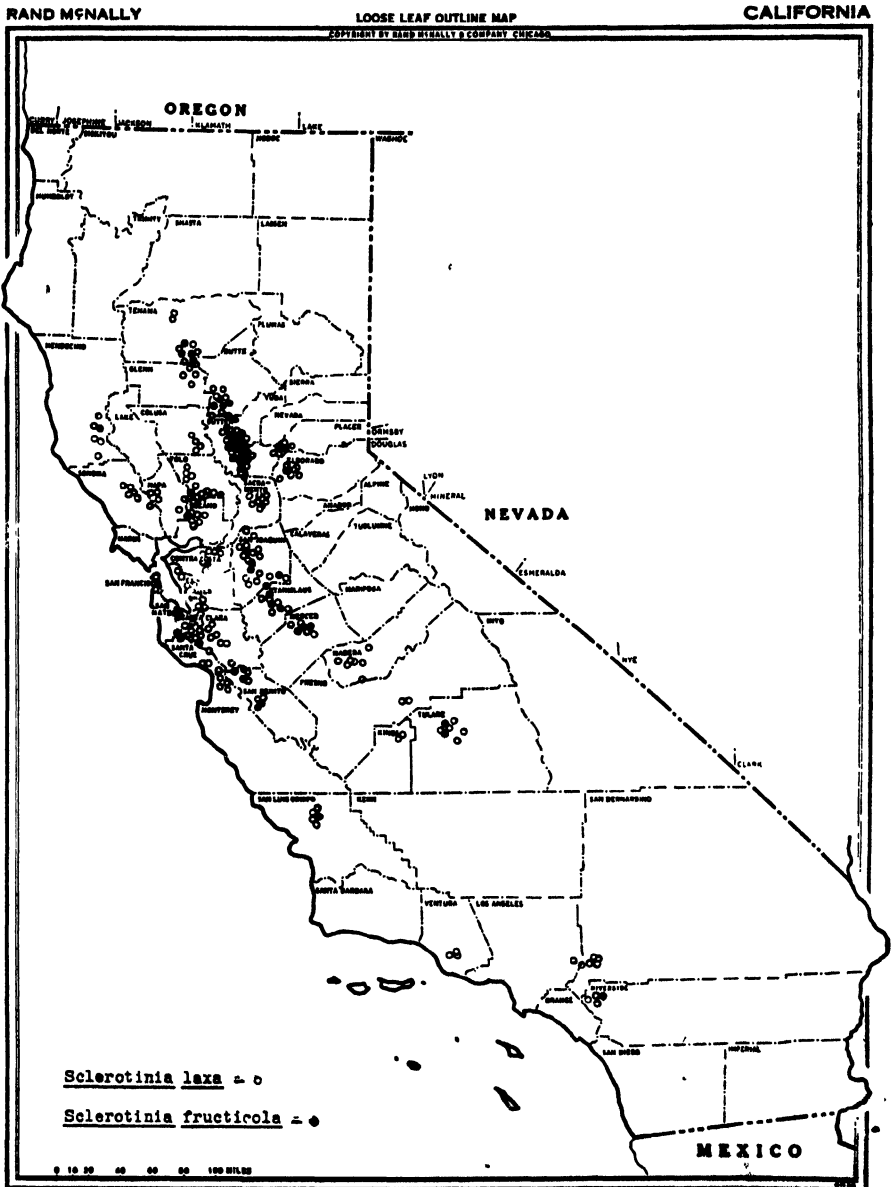 RAND McNALLY
LOOSE LEAF OUTLINE MAP
CALIFORNIA
COPYRIGHT BY RAND McNALLY & COMPANY CHICAGO
OREGON
CURRY
JOSEPHINE
JACKSON
KLAMATH
LAKE
DEL NORTE
SISKIYOU
MODOC
WASHOE
HUMBOLDT
TRINITY
SHASTA
LASSEN
TEHAMA
PLUMAS
MENDOCINO
BUTTE
GLENN
SIERRA
YUBA
LAKE
COLUSA
NEVADA
PLACER
ORMSBY
DOUGLAS
YOLO
ELDORADO
SONOMA
NAPA
ALPINE
LYON
MINERAL
MONO
AMADOR
NEVADA
MARIN
CALAVERAS
TUOLUMNE
CONTRA COSTA
ESMERALDA
SAN FRANCISCO
STANISLAUS
MARIPOSA
SAN MATEO
MERCED
INYO
SANTA CRUZ
NYE
MADERA
FRESNO
SAN BENITO
MONTEREY
TULARE
KINGS
CLARK
SAN LUIS OBISPO
KERN
SAN BERNARDINO
SANTA BARBARA
VENTURA
LOS ANGELES
RIVERSIDE
ORANGE
SAN DIEGO
IMPERIAL
Sclerotinia laxa = o
Sclerotinia fructicola =
MEXICO
0 10 20 40 60 80 100 MILES